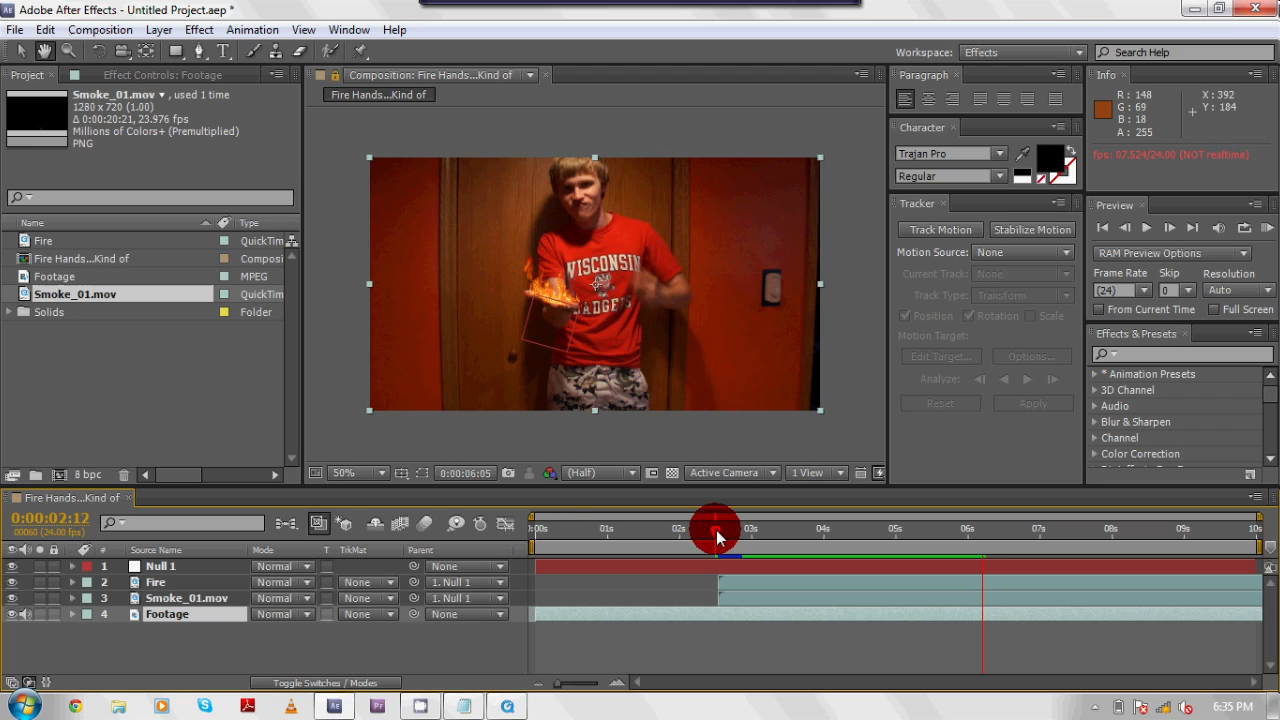 Adobe After Effects - Untitled Project.aep *
File Edit Composition Layer Effect Animation View Window Help
Workspace: Effects Search Help
Project Effect Controls: Footage
Smoke_01.mov ▾, used 1 time
1280 x 720 (1.00)
Δ 0:00:20:21, 23.976 fps
Millions of Colors+ (Premultiplied)
PNG
Name Type
Fire QuickTim
Fire Hands...Kind of Composi
Footage MPEG
Smoke_01.mov QuickTim
Solids Folder
8 bpc
Composition: Fire Hands...Kind of
Fire Hands...Kind of
WISCONSIN
BADGERS
50% 0:00:06:05 (Half) Active Camera 1 View
Paragraph
Character
Trajan Pro
Regular
Tracker
Track Motion Stabilize Motion
Motion Source: None
Current Track: None
Track Type: Transform
Position Rotation Scale
Motion Target:
Edit Target... Options...
Analyze:
Reset Apply
Info
R : 148
G : 69
B : 18
A : 255
X : 392
Y : 184
fps: 07.524/24.00 (NOT realtime)
Preview
RAM Preview Options
Frame Rate Skip Resolution
(24) 0 Auto
From Current Time Full Screen
Effects & Presets
* Animation Presets
3D Channel
Audio
Blur & Sharpen
Channel
Color Correction
Fire Hands...Kind of
0:00:02:12
00060 (24.00 fps)
0:00s 01s 02s 03s 04s 05s 06s 07s 08s 09s 10s
# Source Name Mode T TrkMat Parent
1 Null 1 Normal None
2 Fire Normal None 1. Null 1
3 Smoke_01.mov Normal None 1. Null 1
4 Footage Normal None None
Toggle Switches / Modes
6:35 PM